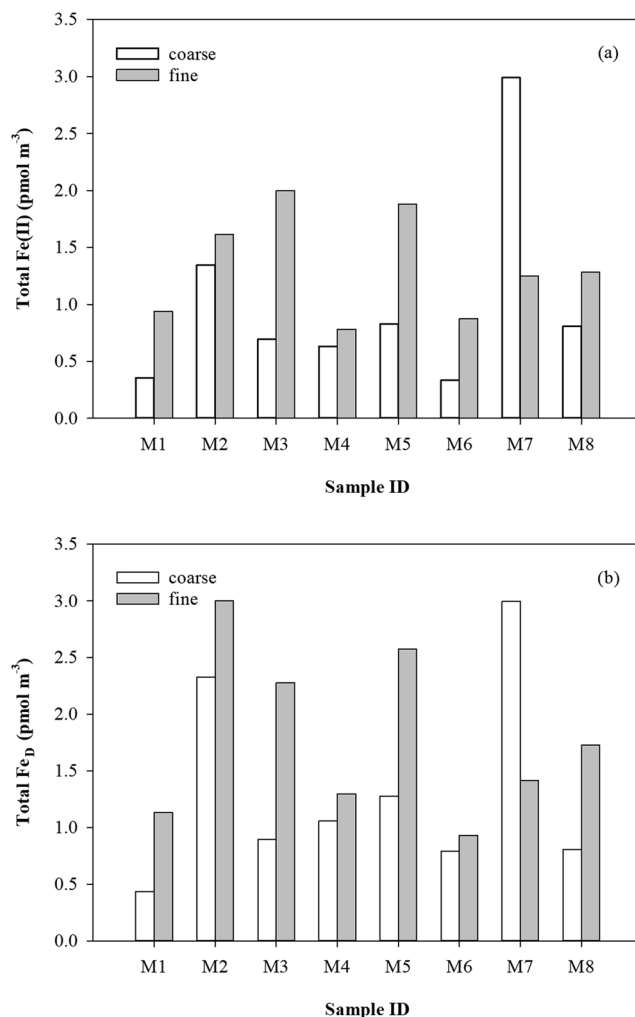 3.5
3.0
2.5
2.0
1.5
1.0
0.5
0.0
Total Fe(II) (pmol m-3)
coarse
fine
(a)
M1 M2 M3 M4 M5 M6 M7 M8
Sample ID
3.5
3.0
2.5
2.0
1.5
1.0
0.5
0.0
Total FeD (pmol m-3)
coarse
fine
(b)
M1 M2 M3 M4 M5 M6 M7 M8
Sample ID